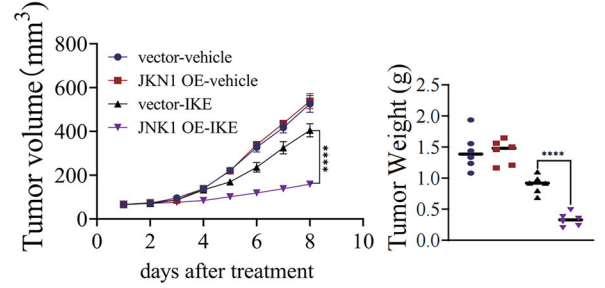 Tumor volume (mm³)
800
600
400
200
0
0
2
4
6
8
10
days after treatment
vector-vehicle
JKN1 OE-vehicle
vector-IKE
JNK1 OE-IKE
****
Tumor Weight (g)
2.5
2.0
1.5
1.0
0.5
0.0
****